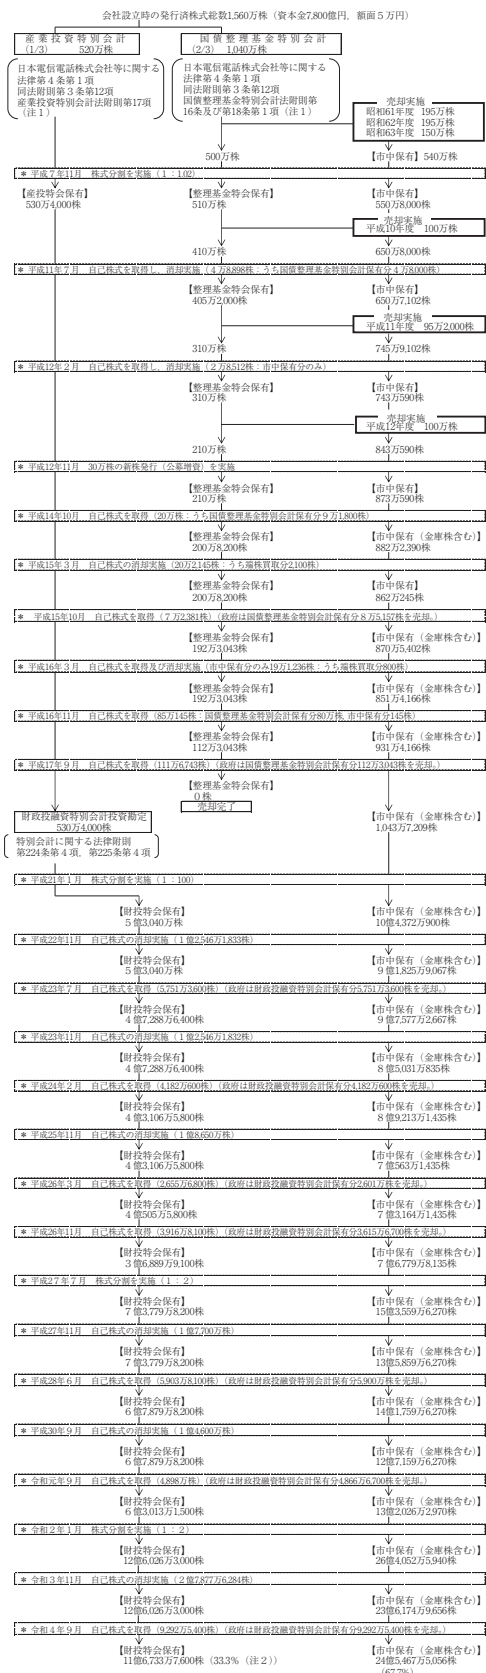 会社設立時の発行済株式総数1,560万株（資本金7,800億円，額面５万円）
産業投資特別会計
（1/3）　520万株
国債整理基金特別会計
（2/3）　1,040万株
日本電信電話株式会社等に関する
法律第４条第１項
同法附則第３条第12項
産業投資特別会計法附則第17項
（注１）
日本電信電話株式会社等に関する
法律第４条第１項
同法附則第３条第12項
国債整理基金特別会計法附則第
16条及び第18条第１項（注１）
売却実施
昭和61年度　195万株
昭和62年度　195万株
昭和63年度　150万株
500万株
【市中保有】540万株
＊ 平成７年11月　株式分割を実施（１：1.02）
【産投特会保有】
530万4,000株
【整理基金特会保有】
510万株
【市中保有】
550万8,000株
売却実施
平成10年度　100万株
410万株
650万8,000株
＊ 平成11年７月　自己株式を取得し，消却実施（４万8,898株：うち国債整理基金特別会計保有分４万8,000株）
【整理基金特会保有】
405万2,000株
【市中保有】
650万7,102株
売却実施
平成11年度　95万2,000株
310万株
745万9,102株
＊ 平成12年２月　自己株式を取得し，消却実施（２万8,512株：市中保有分のみ）
【整理基金特会保有】
310万株
【市中保有】
743万590株
売却実施
平成12年度　100万株
210万株
843万590株
＊ 平成12年11月　30万株の新株発行（公募増資）を実施
【整理基金特会保有】
210万株
【市中保有】
873万590株
＊ 平成14年10月　自己株式を取得（20万株：うち国債整理基金特別会計保有分９万1,800株）
【整理基金特会保有】
200万8,200株
【市中保有（金庫株含む）】
882万2,390株
＊ 平成15年３月　自己株式の消却実施（20万2,145株：うち端株買取分2,100株）
【整理基金特会保有】
200万8,200株
【市中保有（金庫株含む）】
862万245株
＊　平成15年10月　自己株式を取得（７万2,381株）（政府は国債整理基金特別会計保有分８万5,157株を売却。）
【整理基金特会保有】
192万3,043株
【市中保有（金庫株含む）】
870万5,402株
＊ 平成16年３月　自己株式を取得及び消却実施（市中保有分のみ19万1,236株：うち端株買取分800株）
【整理基金特会保有】
192万3,043株
【市中保有（金庫株含む）】
851万4,166株
＊ 平成16年11月　自己株式を取得（85万145株：国債整理基金特別会計保有分80万株, 市中保有分145株）
【整理基金特会保有】
112万3,043株
【市中保有（金庫株含む）】
931万4,166株
＊ 平成17年９月　自己株式を取得（111万6,743株）（政府は国債整理基金特別会計保有分112万3,043株を売却。）
【整理基金特会保有】
０株
売却完了
財政投融資特別会計投資勘定
530万4,000株
【市中保有（金庫株含む）】
1,043万7,209株
特別会計に関する法律附則
第224条第４項，第225条第４項
＊ 平成21年１月　株式分割を実施（１：100）
【財投特会保有】
５億3,040万株
【市中保有（金庫株含む）】
10億4,372万900株
＊ 平成22年11月　自己株式の消却実施（１億2,546万1,833株）
【財投特会保有】
５億3,040万株
【市中保有（金庫株含む）】
９億1,825万9,067株
＊ 平成23年７月　自己株式を取得（5,751万3,600株）（政府は財政投融資特別会計保有分5,751万3,600株を売却。）
【財投特会保有】
４億7,288万6,400株
【市中保有（金庫株含む）】
９億7,577万2,667株
＊ 平成23年11月　自己株式の消却実施（１億2,546万1,832株）
【財投特会保有】
４億7,288万6,400株
【市中保有（金庫株含む）】
８億5,031万835株
＊ 平成24年２月　自己株式を取得（4,182万600株）（政府は財政投融資特別会計保有分4,182万600株を売却。）
【財投特会保有】
４億3,106万5,800株
【市中保有（金庫株含む）】
８億9,213万1,435株
＊ 平成25年11月　自己株式の消却実施（１億8,650万株）
【財投特会保有】
４億3,106万5,800株
【市中保有（金庫株含む）】
７億563万1,435株
＊ 平成26年３月　自己株式を取得（2,655万6,800株）（政府は財政投融資特別会計保有分2,601万株を売却。）
【財投特会保有】
４億505万5,800株
【市中保有（金庫株含む）】
７億3,164万1,435株
＊ 平成26年11月　自己株式を取得（3,916万8,100株）（政府は財政投融資特別会計保有分3,615万6,700株を売却。）
【財投特会保有】
３億6,889万9,100株
【市中保有（金庫株含む）】
７億6,779万8,135株
＊ 平成27年７月　株式分割を実施（１：２）
【財投特会保有】
７億3,779万8,200株
【市中保有（金庫株含む）】
15億3,559万6,270株
＊ 平成27年11月　自己株式の消却実施（１億7,700万株）
【財投特会保有】
７億3,779万8,200株
【市中保有（金庫株含む）】
13億5,859万6,270株
＊ 平成28年６月　自己株式を取得（5,903万8,100株）（政府は財政投融資特別会計保有分5,900万株を売却。）
【財投特会保有】
６億7,879万8,200株
【市中保有（金庫株含む）】
14億1,759万6,270株
＊ 平成30年９月　自己株式の消却実施（１億4,600万株）
【財投特会保有】
６億7,879万8,200株
【市中保有（金庫株含む）】
12億7,159万6,270株
＊ 令和元年９月　自己株式を取得（4,898万株）（政府は財政投融資特別会計保有分4,866万6,700株を売却。）
【財投特会保有】
６億3,013万1,500株
【市中保有（金庫株含む）】
13億2,026万2,970株
＊ 令和２年１月　株式分割を実施（１：２）
【財投特会保有】
12億6,026万3,000株
【市中保有（金庫株含む）】
26億4,052万5,940株
＊ 令和３年11月　自己株式の消却実施（２億7,877万6,284株）
【財投特会保有】
12億6,026万3,000株
【市中保有（金庫株含む）】
23億6,174万9,656株
＊ 令和４年９月　自己株式を取得（9,292万5,400株）（政府は財政投融資特別会計保有分9,292万5,400株を売却。）
【財投特会保有】
11億6,733万7,600株（33.3%（注２））
【市中保有（金庫株含む）】
24億5,467万5,056株
（67.7%）